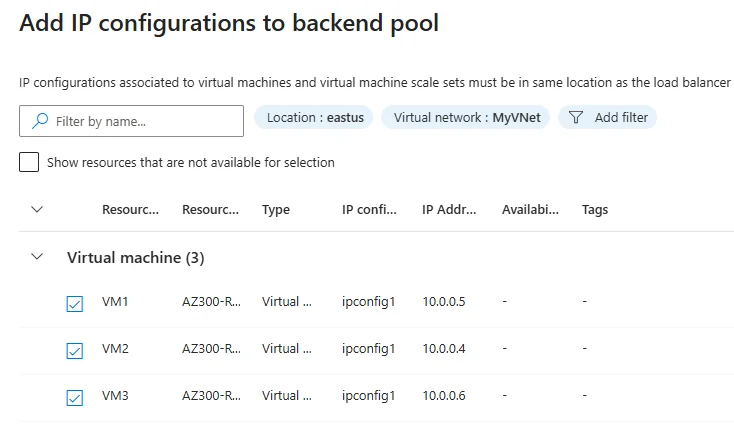 Add IP configurations to backend pool
IP configurations associated to virtual machines and virtual machine scale sets must be in same location as the load balancer
Filter by name... Location : eastus Virtual network : MyVNet Add filter
Show resources that are not available for selection
Resourc... Resourc... Type IP confi... IP Addr... Availabi... Tags
Virtual machine (3)
VM1 AZ300-R... Virtual ... ipconfig1 10.0.0.5 - -
VM2 AZ300-R... Virtual ... ipconfig1 10.0.0.4 - -
VM3 AZ300-R... Virtual ... ipconfig1 10.0.0.6 - -